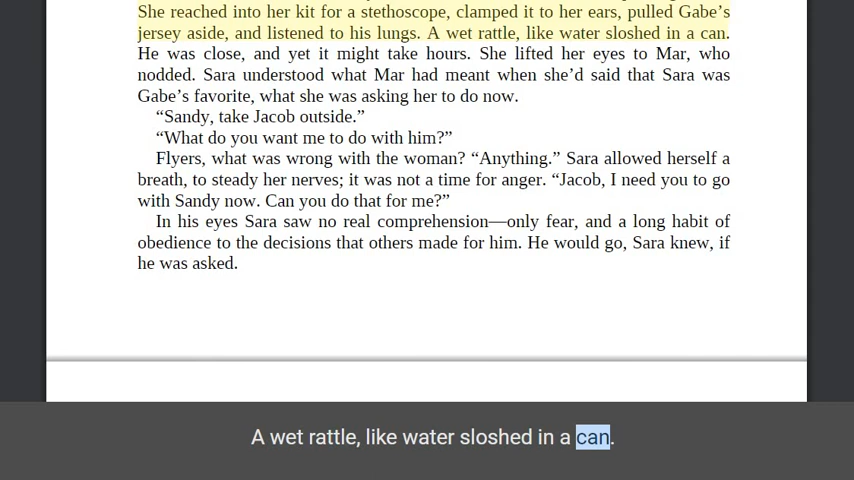 She reached into her kit for a stethoscope, clamped it to her ears, pulled Gabe’s
jersey aside, and listened to his lungs. A wet rattle, like water sloshed in a can.
He was close, and yet it might take hours. She lifted her eyes to Mar, who
nodded. Sara understood what Mar had meant when she’d said that Sara was
Gabe’s favorite, what she was asking her to do now.
“Sandy, take Jacob outside.”
“What do you want me to do with him?”
Flyers, what was wrong with the woman? “Anything.” Sara allowed herself a
breath, to steady her nerves; it was not a time for anger. “Jacob, I need you to go
with Sandy now. Can you do that for me?”
In his eyes Sara saw no real comprehension—only fear, and a long habit of
obedience to the decisions that others made for him. He would go, Sara knew, if
he was asked.
A wet rattle, like water sloshed in a can.